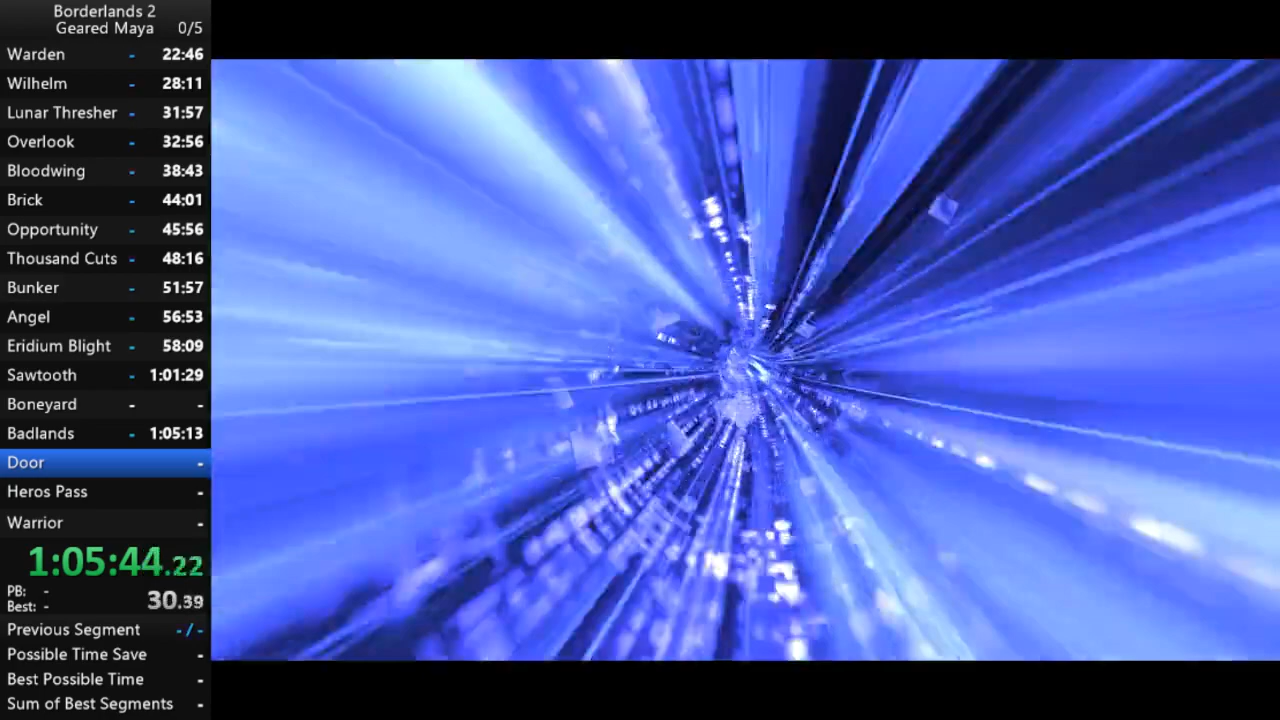 Borderlands 2
Geared Maya 0/5
Warden - 22:46
Wilhelm - 28:11
Lunar Thresher - 31:57
Overlook - 32:56
Bloodwing - 38:43
Brick - 44:01
Opportunity - 45:56
Thousand Cuts - 48:16
Bunker - 51:57
Angel - 56:53
Eridium Blight - 58:09
Sawtooth - 1:01:29
Boneyard - -
Badlands - 1:05:13
Door -
Heros Pass -
Warrior -
1:05:44.22
PB: -
Best: - 30.39
Previous Segment - / -
Possible Time Save -
Best Possible Time -
Sum of Best Segments -